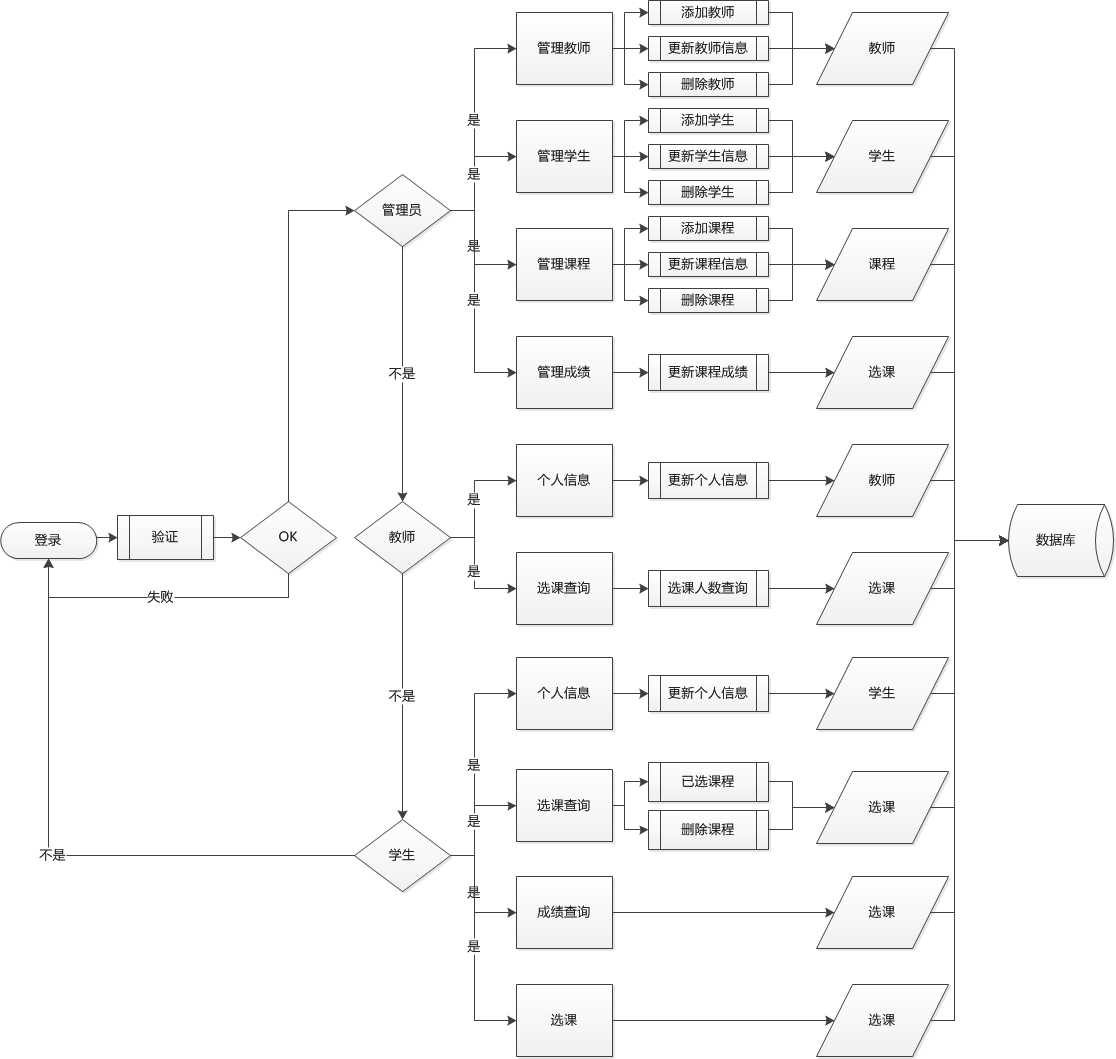 添加教师
管理教师
更新教师信息
教师
删除教师
是
添加学生
管理学生
更新学生信息
学生
是
删除学生
管理员
添加课程
是
管理课程
更新课程信息
课程
是
删除课程
不是
管理成绩
更新课程成绩
选课
个人信息
更新个人信息
教师
是
登录
验证
OK
教师
数据库
是
选课查询
选课人数查询
选课
失败
不是
个人信息
更新个人信息
学生
是
已选课程
选课查询
选课
是
删除课程
不是
学生
是
成绩查询
选课
是
选课
选课